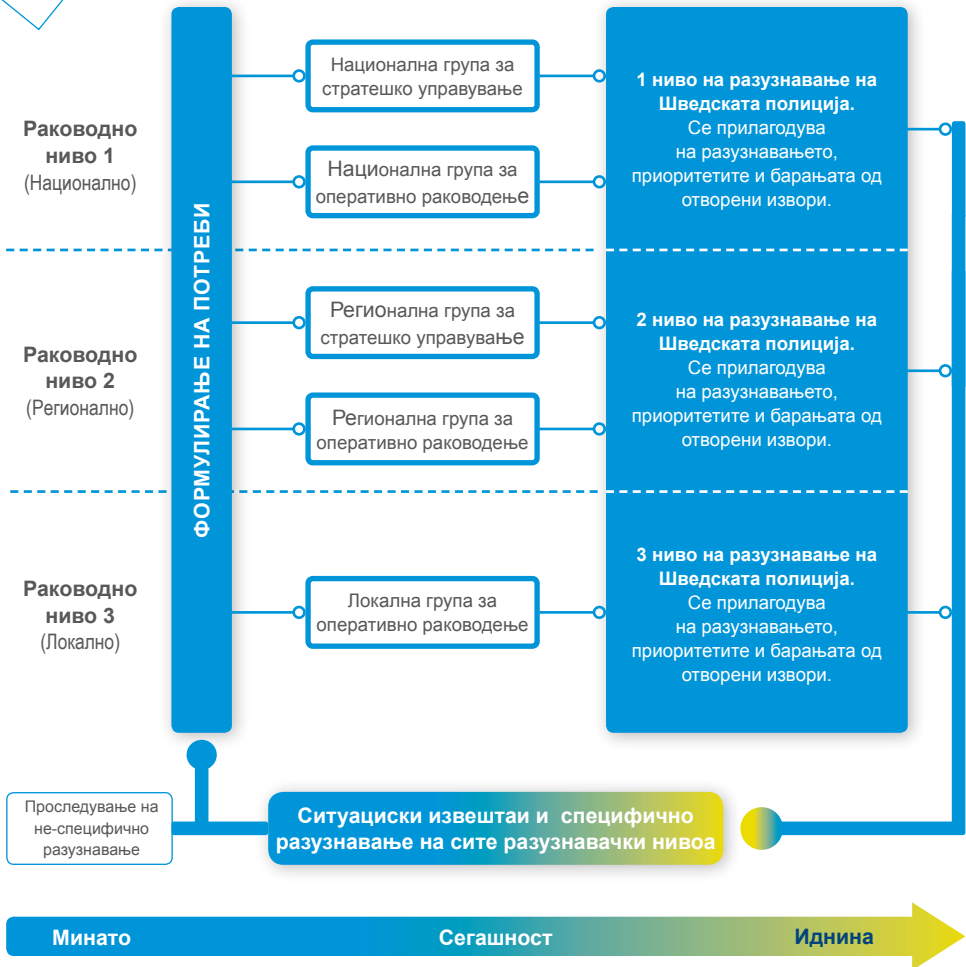 Раководно
ниво 1
(Национално)
ФОРМУЛИРАЊЕ НА ПОТРЕБИ
Национална група за
стратешко управување
Национална група за
оперативно раководење
1 ниво на разузнавање на
Шведската полиција.
Се прилагодува
на разузнавањето,
приоритетите и барањата од
отворени извори.
Раководно
ниво 2
(Регионално)
Регионална група за
стратешко управување
Регионална група за
оперативно раководење
2 ниво на разузнавање на
Шведската полиција.
Се прилагодува
на разузнавањето,
приоритетите и барањата од
отворени извори.
Раководно
ниво 3
(Локално)
Локална група за
оперативно раководење
3 ниво на разузнавање на
Шведската полиција.
Се прилагодува
на разузнавањето,
приоритетите и барањата од
отворени извори.
Проследување на
не-специфично
разузнавање
Ситуациски извештаи и специфично
разузнавање на сите разузнавачки нивоа
Минато
Сегашност
Иднина